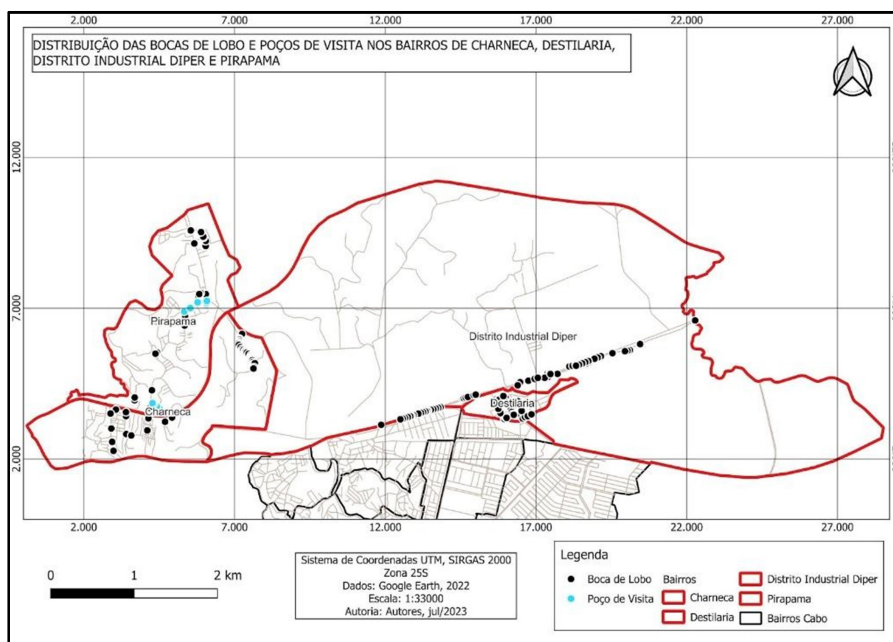 2.000 7.000 12.000 17.000 22.000 27.000
DISTRIBUIÇÃO DAS BOCAS DE LOBO E POÇOS DE VISITA NOS BAIRROS DE CHARNECA, DESTILARIA,
DISTRITO INDUSTRIAL DIPER E PIRAPAMA
12.000
7.000
Pirapama
Distrito Industrial Diper
Destilaria
Charneca
2.000
2.000 7.000 12.000 17.000 22.000 27.000
0 1 2 km
Sistema de Coordenadas UTM, SIRGAS 2000
Zona 25S
Dados: Google Earth, 2022
Escala: 1:33000
Autoria: Autores, jul/2023
Legenda
Boca de Lobo Bairros Distrito Industrial Diper
Poço de Visita Charneca Pirapama
Destilaria Bairros Cabo